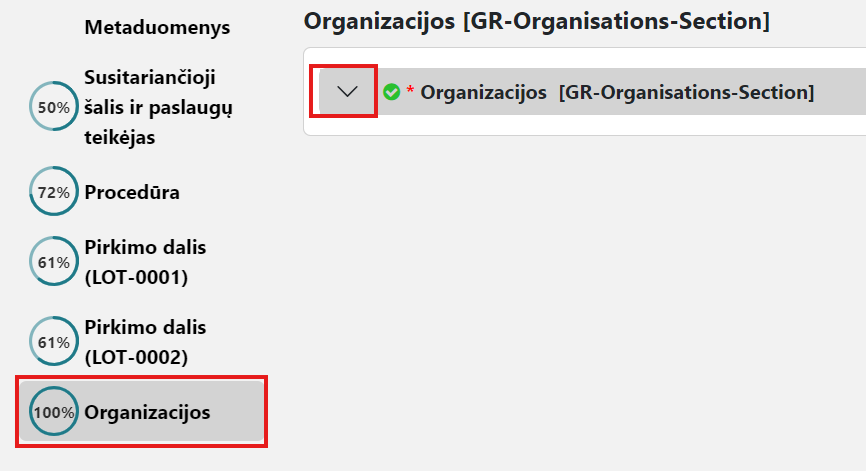 Metaduomenys
50%
Susitariančioji
šalis ir paslaugų
teikėjas
72%
Procedūra
61%
Pirkimo dalis
(LOT-0001)
61%
Pirkimo dalis
(LOT-0002)
100%
Organizacijos
Organizacijos [GR-Organisations-Section]
* Organizacijos [GR-Organisations-Section]